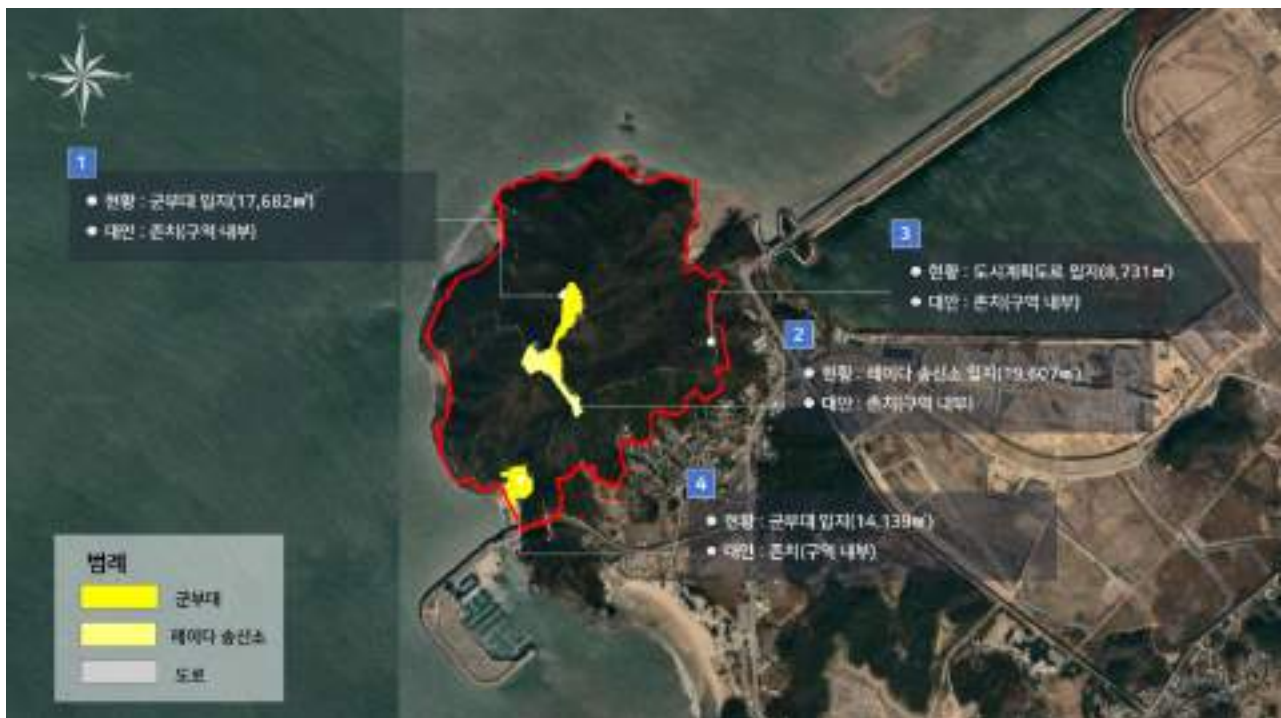 1
● 현황 : 군부대 입지(17,682㎡)
● 대안 : 존치(구역 내부)
3
● 현황 : 도시계획도로 입지(8,731㎡)
● 대안 : 존치(구역 내부)
2
● 현황 : 레이다 송신소 입지(19,607㎡)
● 대안 : 존치(구역 내부)
4
● 현황 : 군부대 입지(14,139㎡)
● 대안 : 존치(구역 내부)
범례
군부대
레이다 송신소
도로